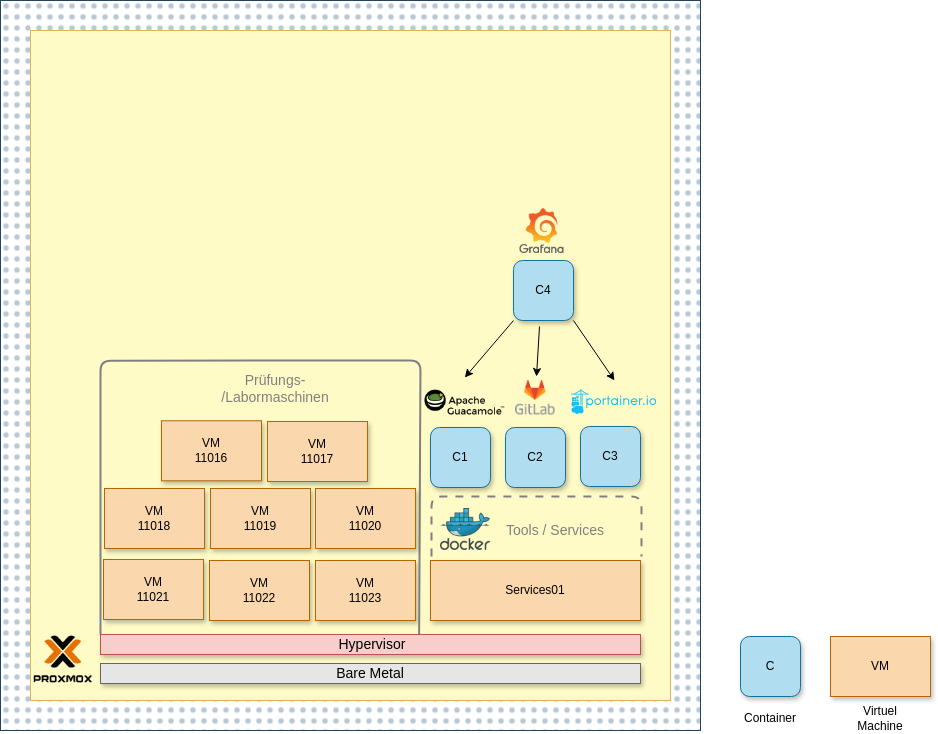 Grafana
C4
Prüfungs-
/Labormaschinen
Apache
Guacamole™
GitLab
portainer.io
VM
11016
VM
11017
C1
C2
C3
VM
11018
VM
11019
VM
11020
docker
Tools / Services
VM
11021
VM
11022
VM
11023
Services01
PROXMOX
Hypervisor
Bare Metal
C
VM
Container
Virtuel
Machine